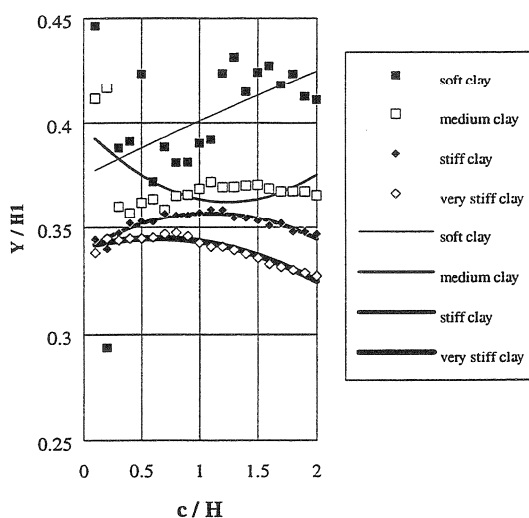 0.45
0.4
0.35
0.3
0.25
Y / H1
0
0.5
1
1.5
2
c / H
soft clay
medium clay
stiff clay
very stiff clay
soft clay
medium clay
stiff clay
very stiff clay